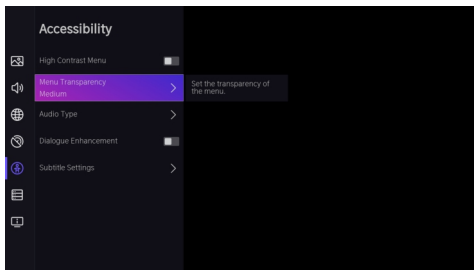 Accessibility
High Contrast Menu
Menu Transparency
Medium
Set the transparency of
the menu.
Audio Type
Dialogue Enhancement
Subtitle Settings